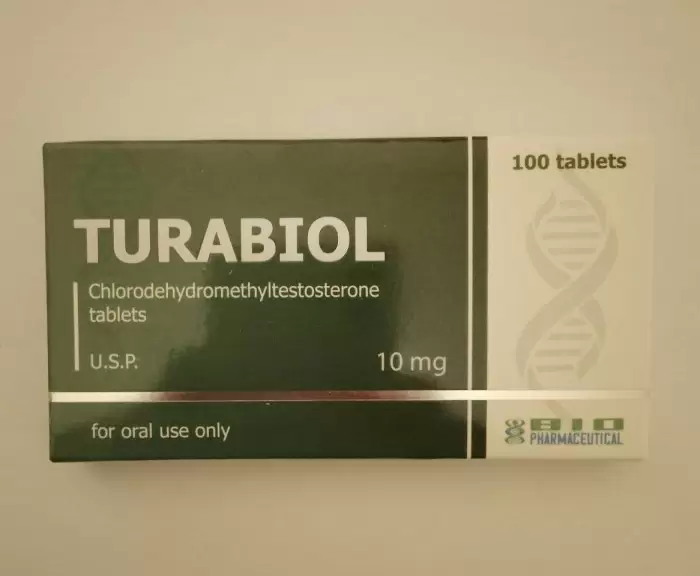 100 tablets
TURABIOL
Chlorodehydromethyltestosterone
tablets
U.S.P.
10 mg
for oral use only
BIO
PHARMACEUTICAL